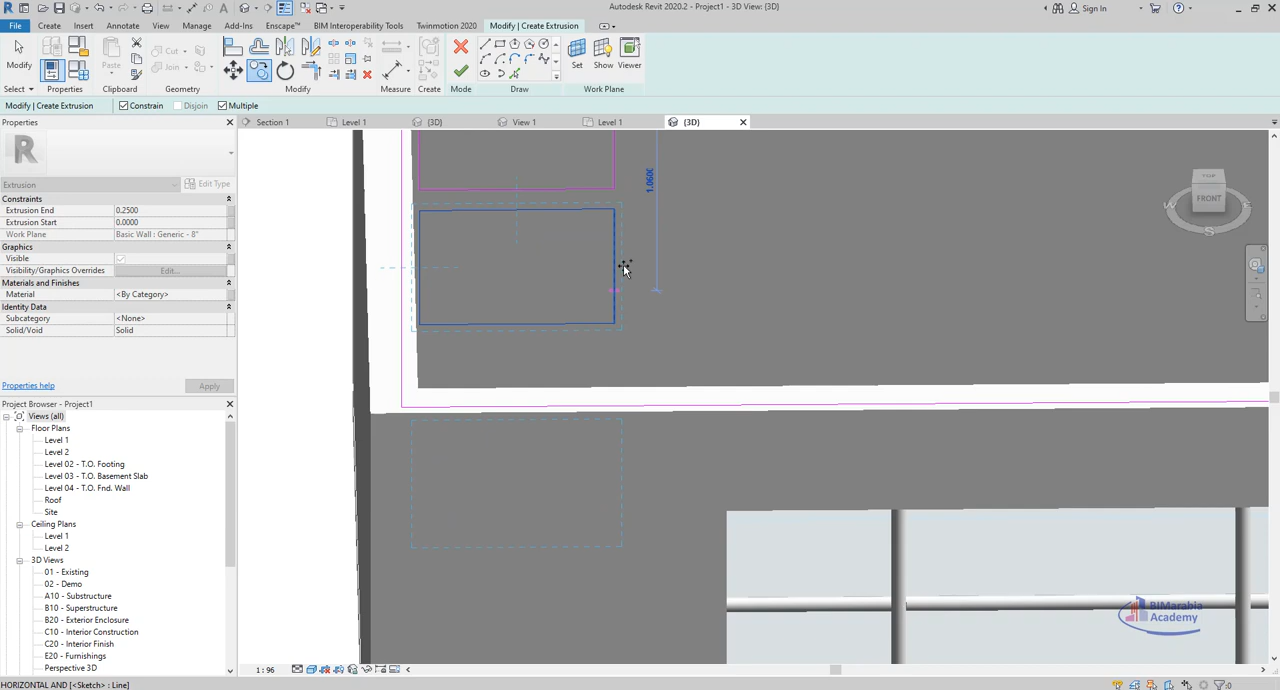 Autodesk Revit 2020.2 - Project1 - 3D View: {3D}
Sign In
File Create Insert Annotate View Manage Add-Ins Enscape™ BIM Interoperability Tools Twinmotion 2020 Modify | Create Extrusion
Modify
Paste
Cut
Join
Set Show Viewer
Select Properties Clipboard Geometry Modify Measure Create Mode Draw Work Plane
Modify | Create Extrusion Constrain Disjoin Multiple
Properties
Section 1 Level 1 {3D} View 1 Level 1 {3D}
Extrusion Edit Type
Constraints
Extrusion End 0.2500
Extrusion Start 0.0000
Work Plane Basic Wall : Generic - 8"
Graphics
Visible
Visibility/Graphics Overrides Edit...
Materials and Finishes
Material <By Category>
Identity Data
Subcategory <None>
Solid/Void Solid
Properties help Apply
Project Browser - Project1
Views (all)
Floor Plans
Level 1
Level 2
Level 02 - T.O. Footing
Level 03 - T.O. Basement Slab
Level 04 - T.O. Fnd. Wall
Roof
Site
Ceiling Plans
Level 1
Level 2
3D Views
01 - Existing
02 - Demo
A10 - Substructure
B10 - Superstructure
B20 - Exterior Enclosure
C10 - Interior Construction
C20 - Interior Finish
E20 - Furnishings
Perspective 3D
1.0600
TOP
FRONT
W
E
S
BIMarabia
Academy
1 : 96
HORIZONTAL AND [<Sketch> : Line]
:0